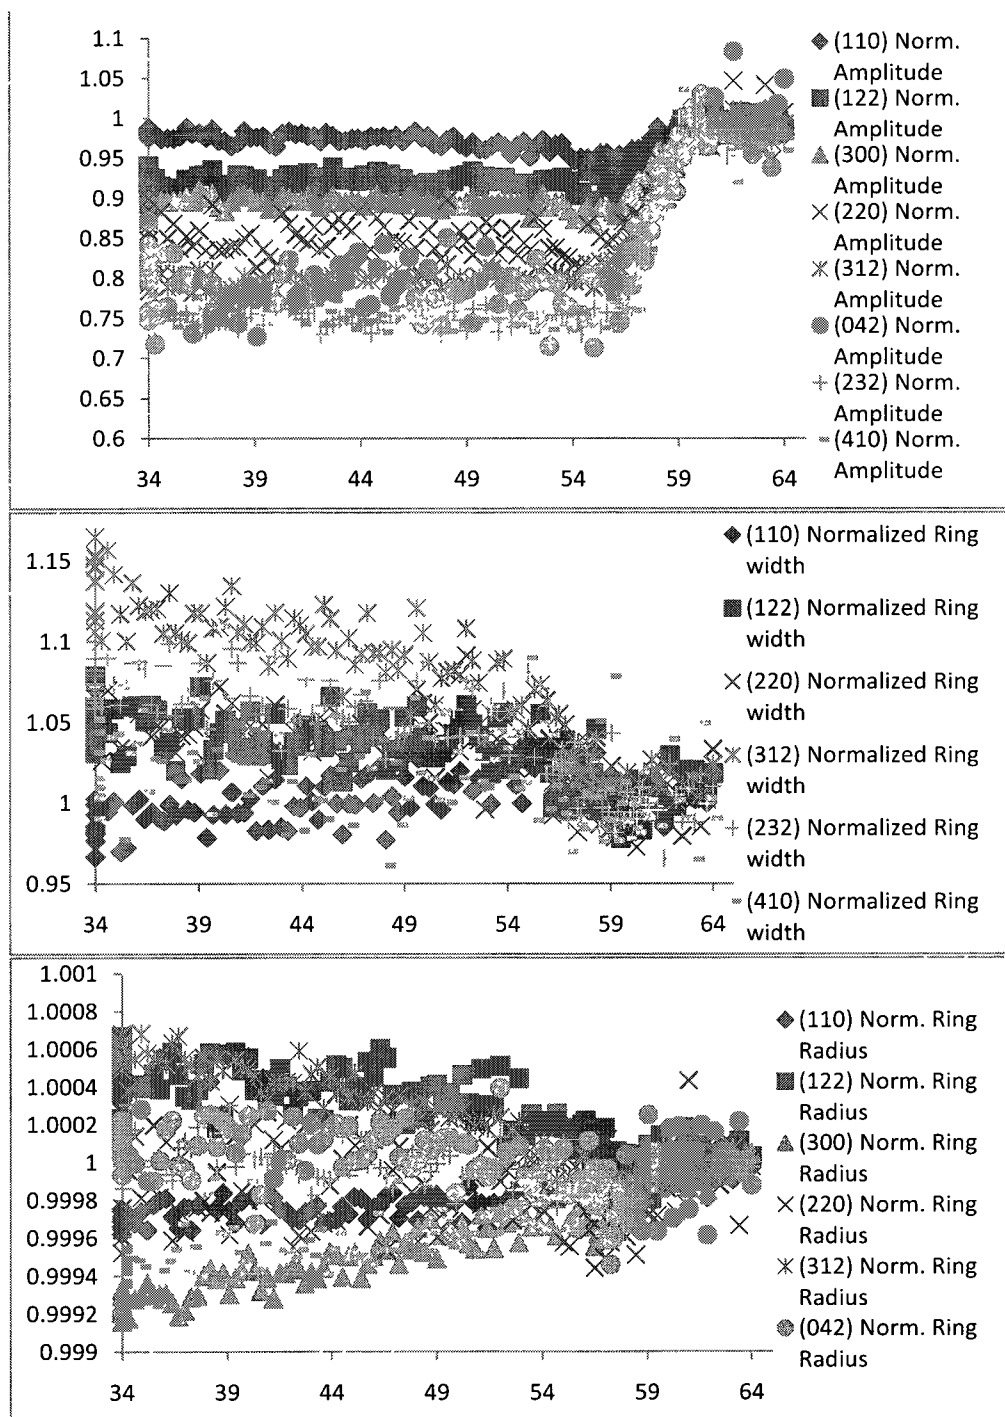 1.1
1.05
1
0.95
0.9
0.85
0.8
0.75
0.7
0.65
0.6
34 39 44 49 54 59 64
(110) Norm.
Amplitude
(122) Norm.
Amplitude
(300) Norm.
Amplitude
(220) Norm.
Amplitude
(312) Norm.
Amplitude
(042) Norm.
Amplitude
(232) Norm.
Amplitude
(410) Norm.
Amplitude
1.15
1.1
1.05
1
0.95
34 39 44 49 54 59 64
(110) Normalized Ring
width
(122) Normalized Ring
width
(220) Normalized Ring
width
(312) Normalized Ring
width
(232) Normalized Ring
width
(410) Normalized Ring
width
1.001
1.0008
1.0006
1.0004
1.0002
1
0.9998
0.9996
0.9994
0.9992
0.999
34 39 44 49 54 59 64
(110) Norm. Ring
Radius
(122) Norm. Ring
Radius
(300) Norm. Ring
Radius
(220) Norm. Ring
Radius
(312) Norm. Ring
Radius
(042) Norm. Ring
Radius